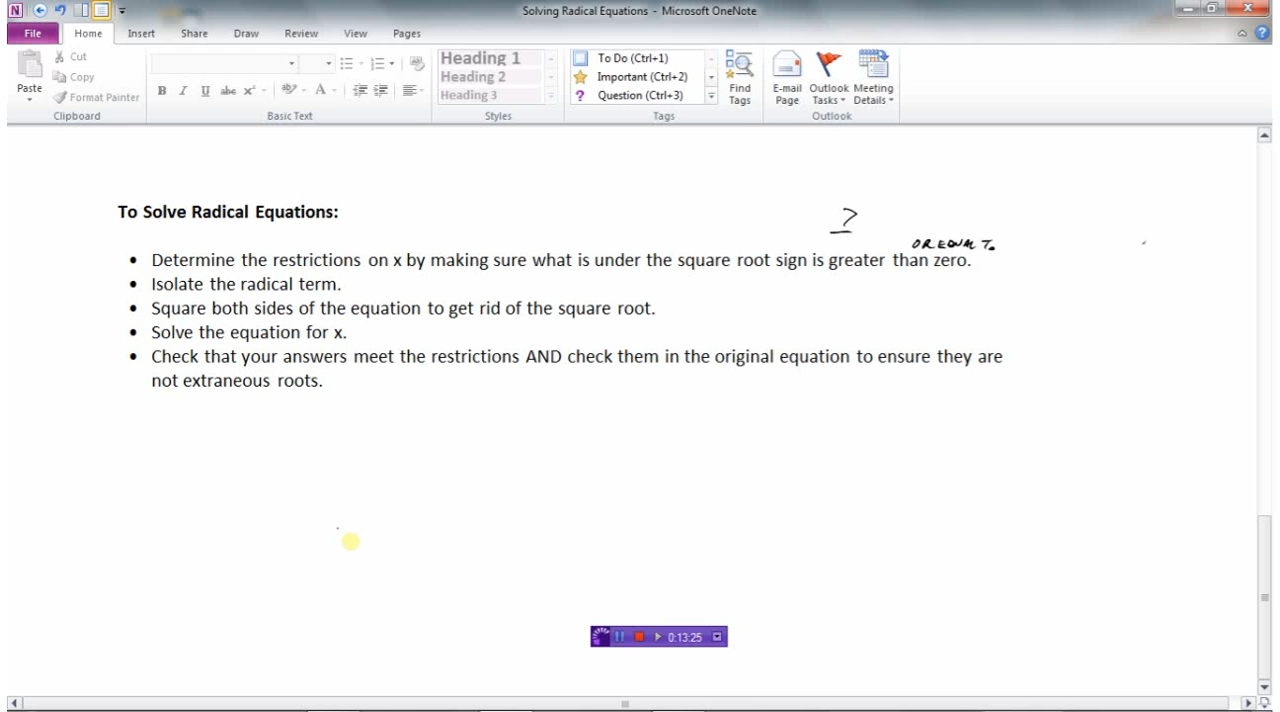 Solving Radical Equations - Microsoft OneNote
File Home Insert Share Draw Review View Pages
Paste
Cut
Copy
Format Painter
Clipboard
B I U abc x² A
Basic Text
Heading 1
Heading 2
Heading 3
Styles
To Do (Ctrl+1)
Important (Ctrl+2)
? Question (Ctrl+3)
Find
Tags
Tags
E-mail
Page
Outlook
Tasks
Meeting
Details
Outlook
To Solve Radical Equations:
≥
OR EQUAL TO
• Determine the restrictions on x by making sure what is under the square root sign is greater than zero.
• Isolate the radical term.
• Square both sides of the equation to get rid of the square root.
• Solve the equation for x.
• Check that your answers meet the restrictions AND check them in the original equation to ensure they are
not extraneous roots.
0:13:25